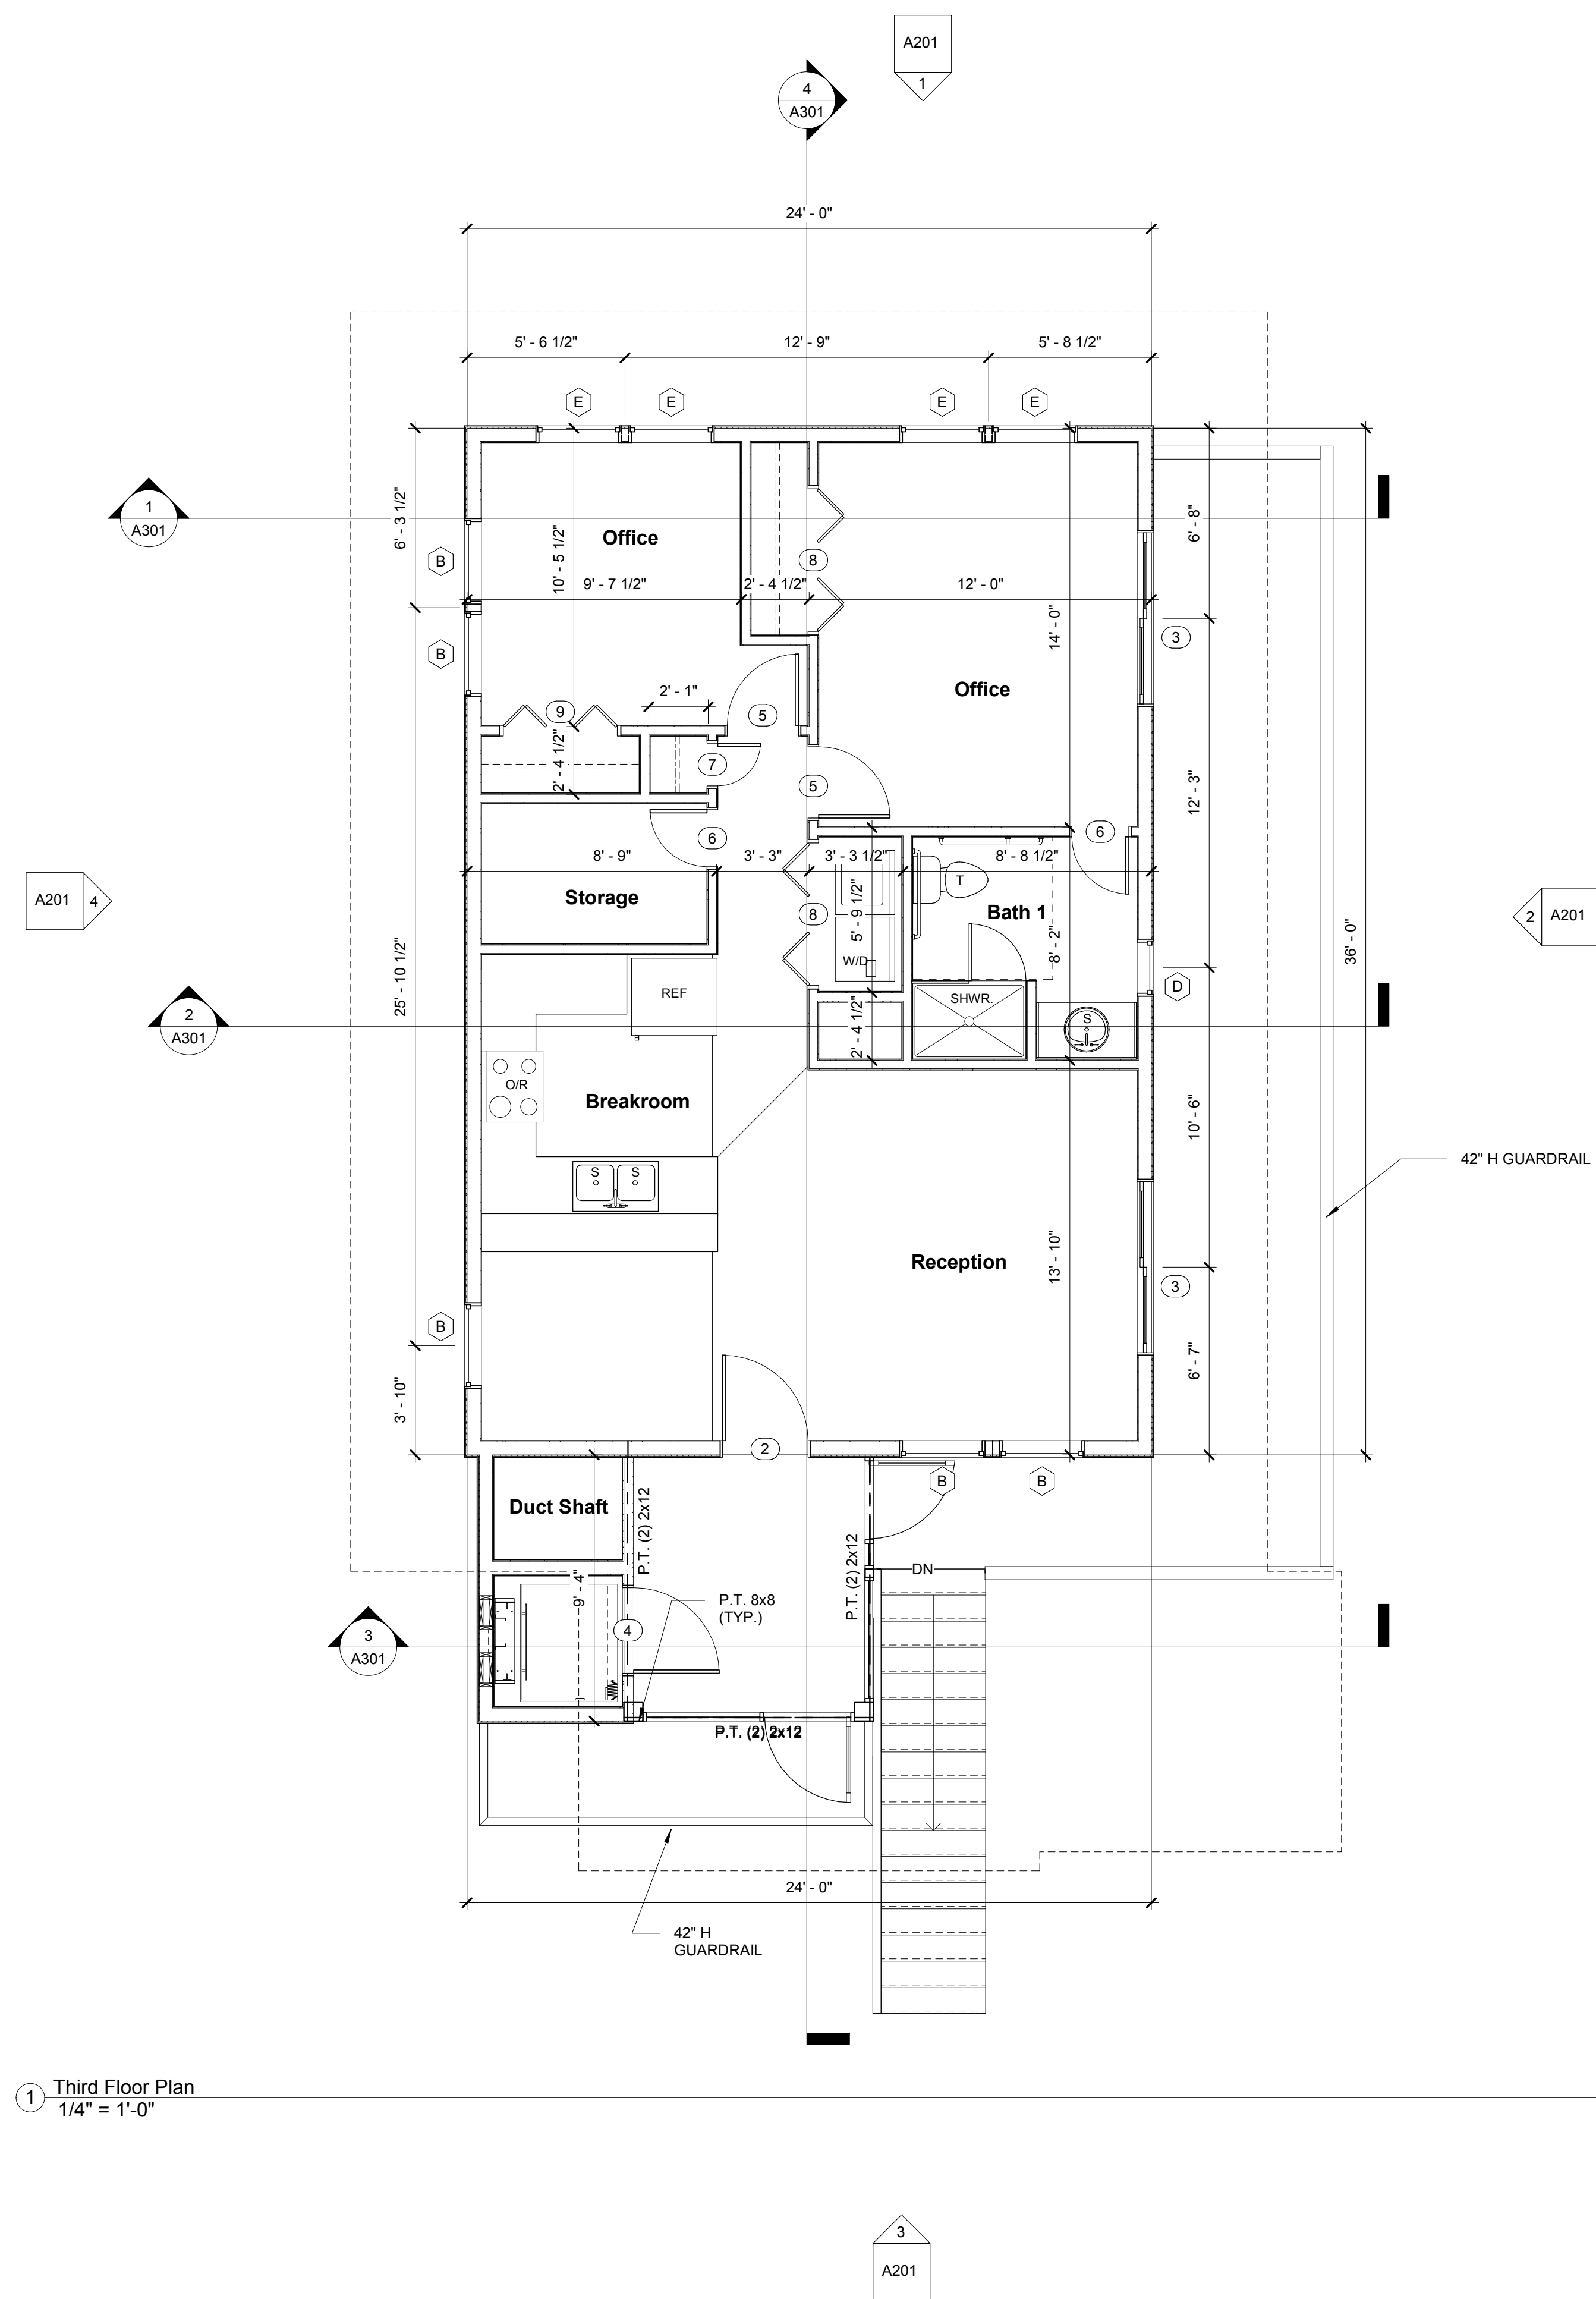 A201
1
4
A301
24' - 0"
5' - 6 1/2"
12' - 9"
5' - 8 1/2"
E
E
E
E
1
A301
6' - 3 1/2"
10' - 5 1/2"
Office
6' - 8"
B
8
9' - 7 1/2"
2' - 4 1/2"
12' - 0"
14' - 0"
3
B
Office
2' - 1"
9
5
2' - 4 1/2"
7
5
12' - 3"
6
6
8' - 9"
3' - 3"
3' - 3 1/2"
8' - 8 1/2"
T
A201
4
Storage
8
5' - 9 1/2"
Bath 1
2
A201
8' - 2"
36' - 0"
W/D
25' - 10 1/2"
REF
D
SHWR.
S
2
A301
2' - 4 1/2"
O/R
Breakroom
10' - 6"
42" H GUARDRAIL
S
S
Reception
13' - 10"
3
B
6' - 7"
3' - 10"
2
B
B
Duct Shaft
P.T. (2) 2x12
P.T. (2) 2x12
DN
9' - 4"
P.T. 8x8
(TYP.)
4
3
A301
P.T. (2) 2x12
24' - 0"
42" H
GUARDRAIL
1
Third Floor Plan
1/4" = 1'-0"
3
A201